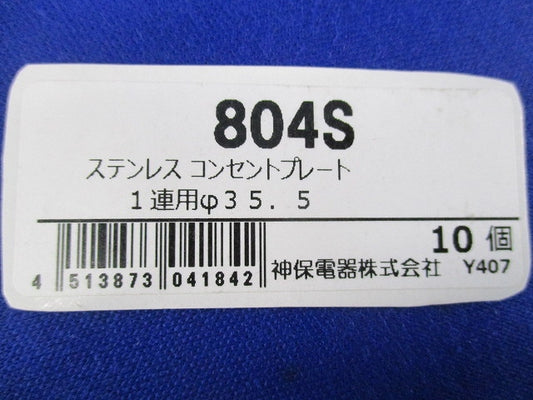 804S
ステンレス コンセントプレート
1連用φ35.5
10個
4 513873 041842 神保電器株式会社 Y407